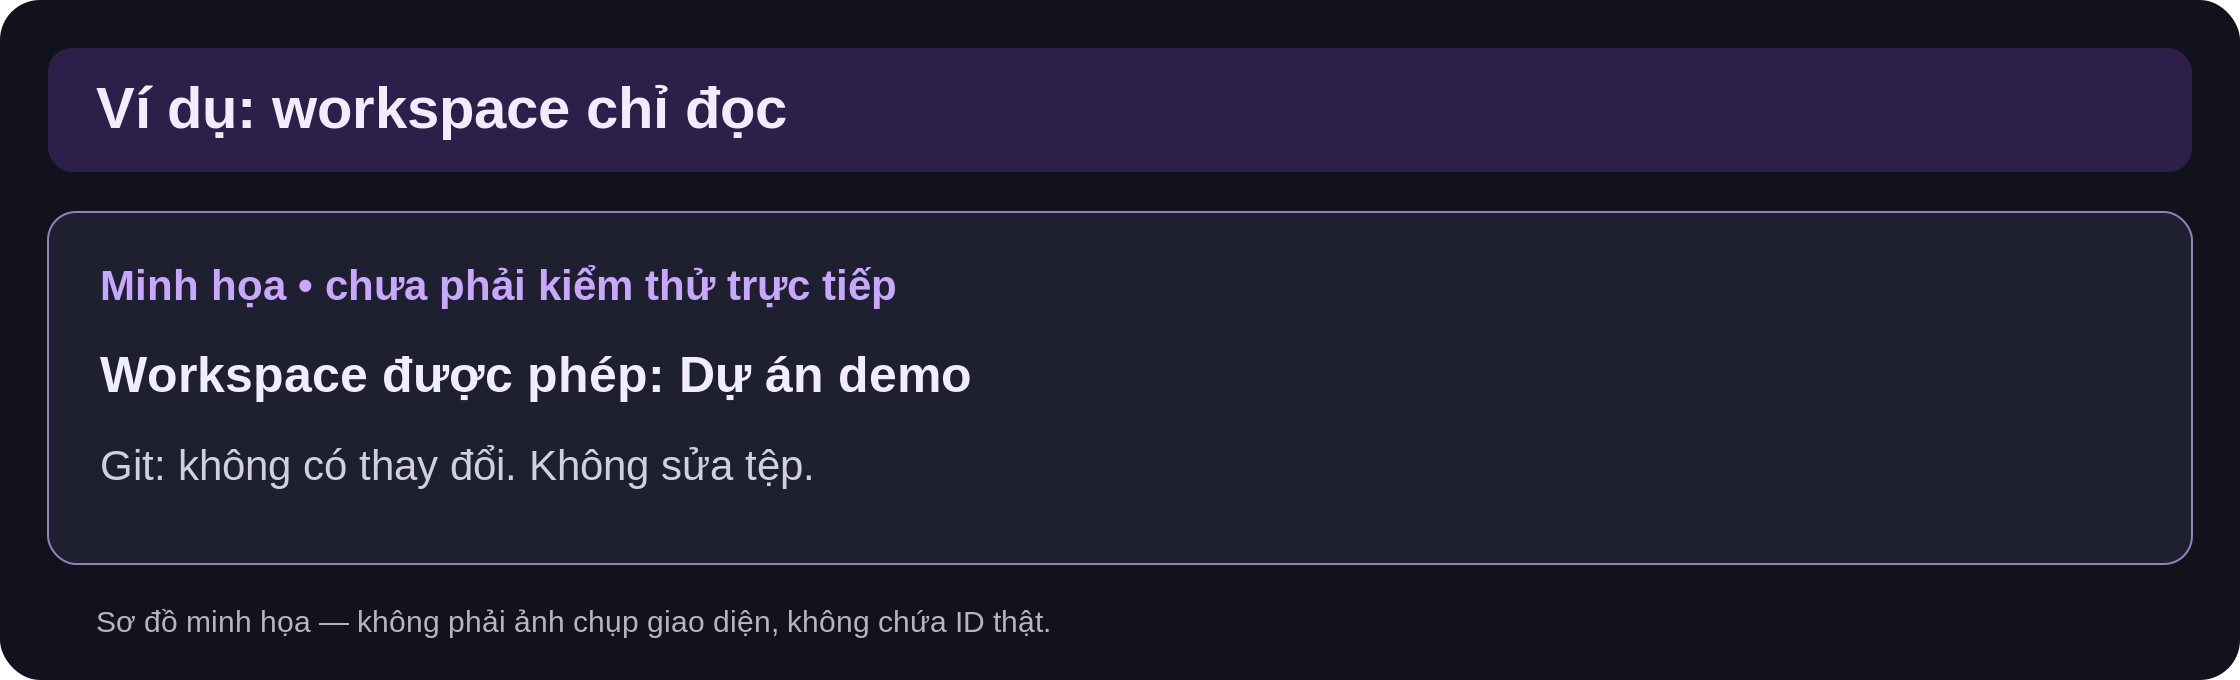 Ví dụ: workspace chỉ đọc
Minh họa • chưa phải kiểm thử trực tiếp
Workspace được phép: Dự án demo
Git: không có thay đổi. Không sửa tệp.
Sơ đồ minh họa — không phải ảnh chụp giao diện, không chứa ID thật.